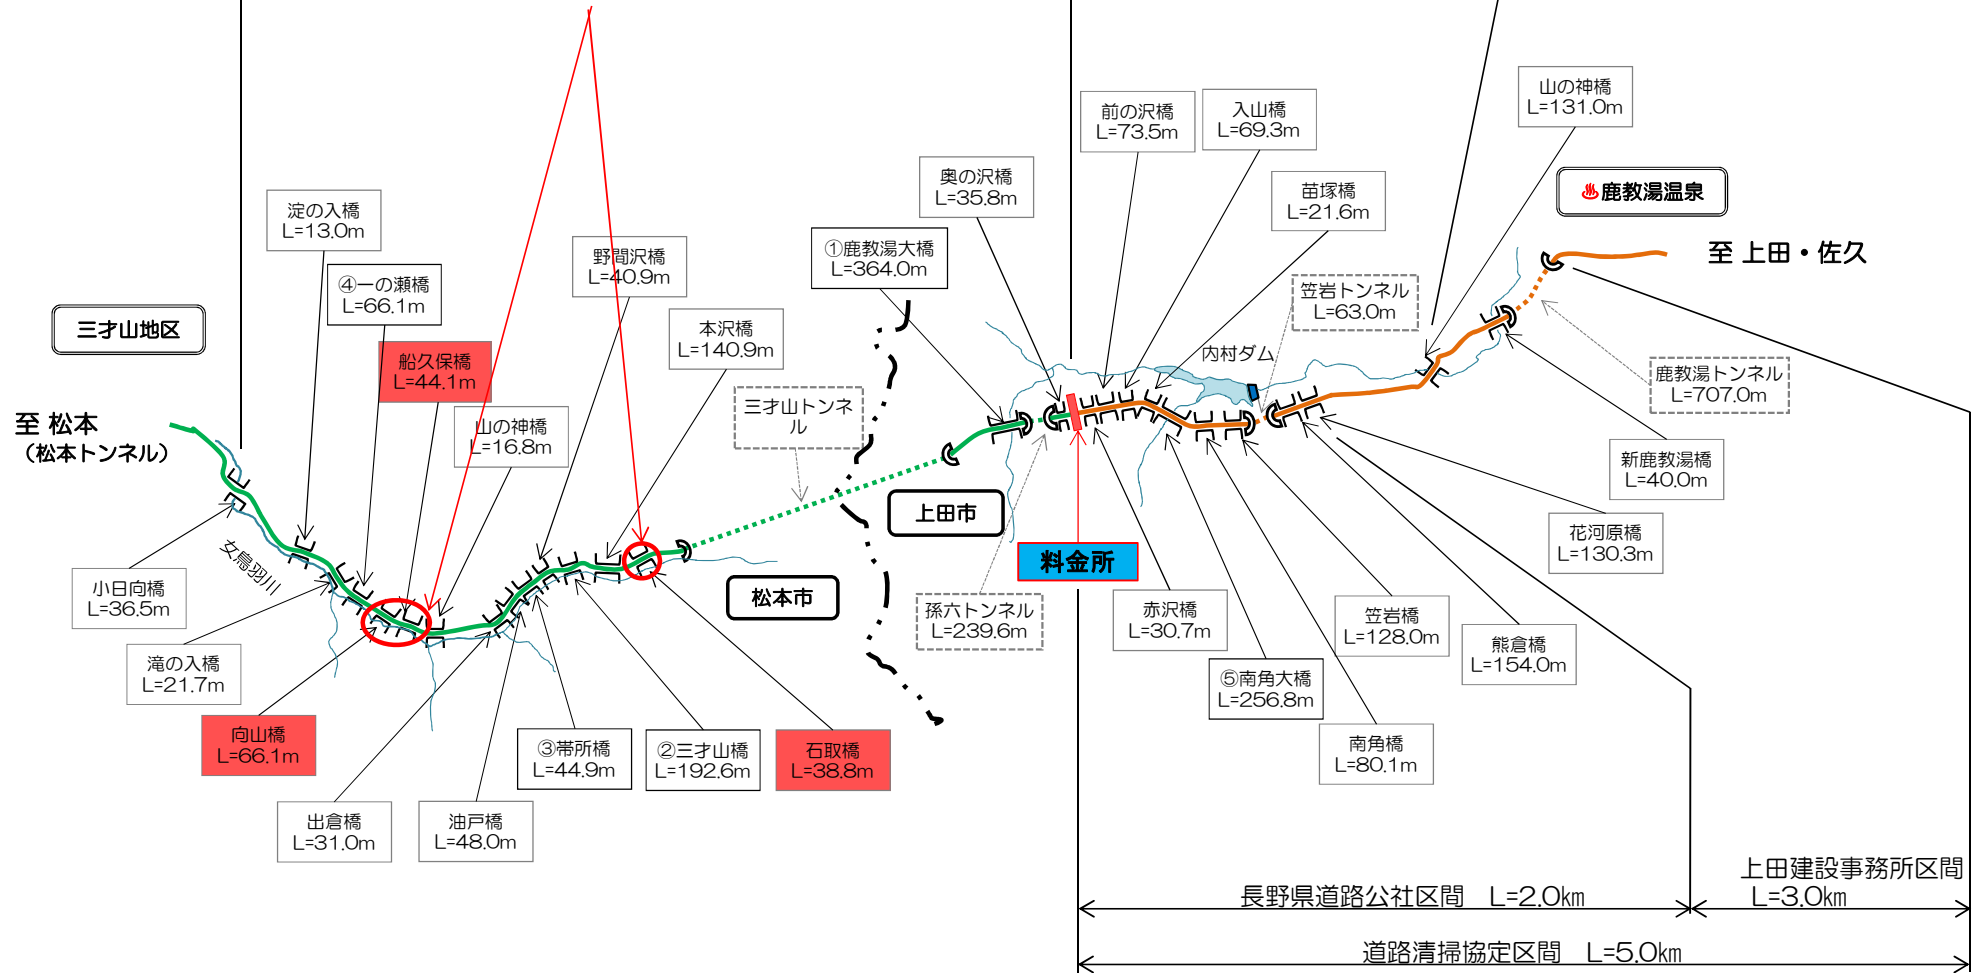 山の神橋
L=131.0m
前の沢橋
L=73.5m
入山橋
L=69.3m
奥の沢橋
L=35.8m
苗塚橋
L=21.6m
♨鹿教湯温泉
淀の入橋
L=13.0m
野間沢橋
L=40.9m
①鹿教湯大橋
L=364.0m
至 上田・佐久
④一の瀬橋
L=66.1m
笠岩トンネル
L=63.0m
三才山地区
本沢橋
L=140.9m
船久保橋
L=44.1m
内村ダム
鹿教湯トンネル
L=707.0m
三才山トンネ
ル
至 松本
（松本トンネル）
山の神橋
L=16.8m
新鹿教湯橋
L=40.0m
上田市
花河原橋
L=130.3m
料金所
女鳥羽川
小日向橋
L=36.5m
松本市
孫六トンネル
L=239.6m
赤沢橋
L=30.7m
笠岩橋
L=128.0m
熊倉橋
L=154.0m
滝の入橋
L=21.7m
⑤南角大橋
L=256.8m
向山橋
L=66.1m
③帯所橋
L=44.9m
②三才山橋
L=192.6m
石取橋
L=38.8m
南角橋
L=80.1m
出倉橋
L=31.0m
油戸橋
L=48.0m
上田建設事務所区間
L=3.0㎞
長野県道路公社区間　L=2.0㎞
道路清掃協定区間　L=5.0㎞